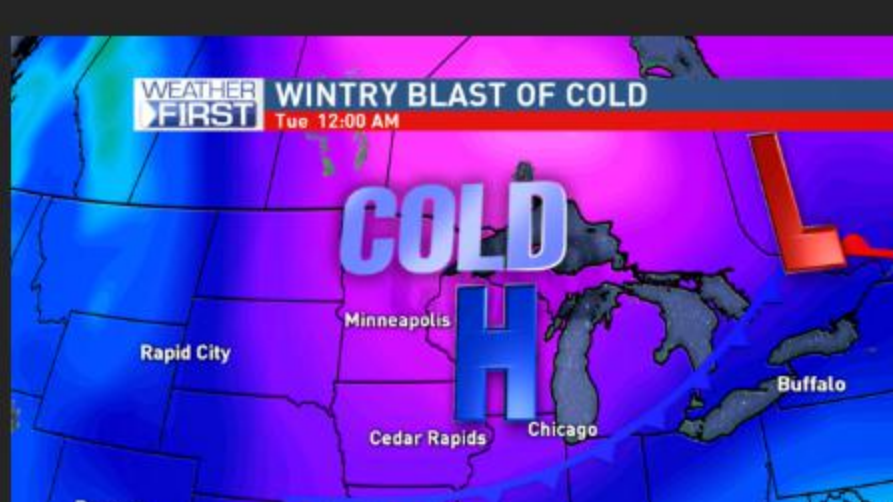 WEATHER
FIRST
WINTRY BLAST OF COLD
Tue 12:00 AM
L
COLD
H
Minneapolis
Rapid City
Buffalo
Cedar Rapids
Chicago